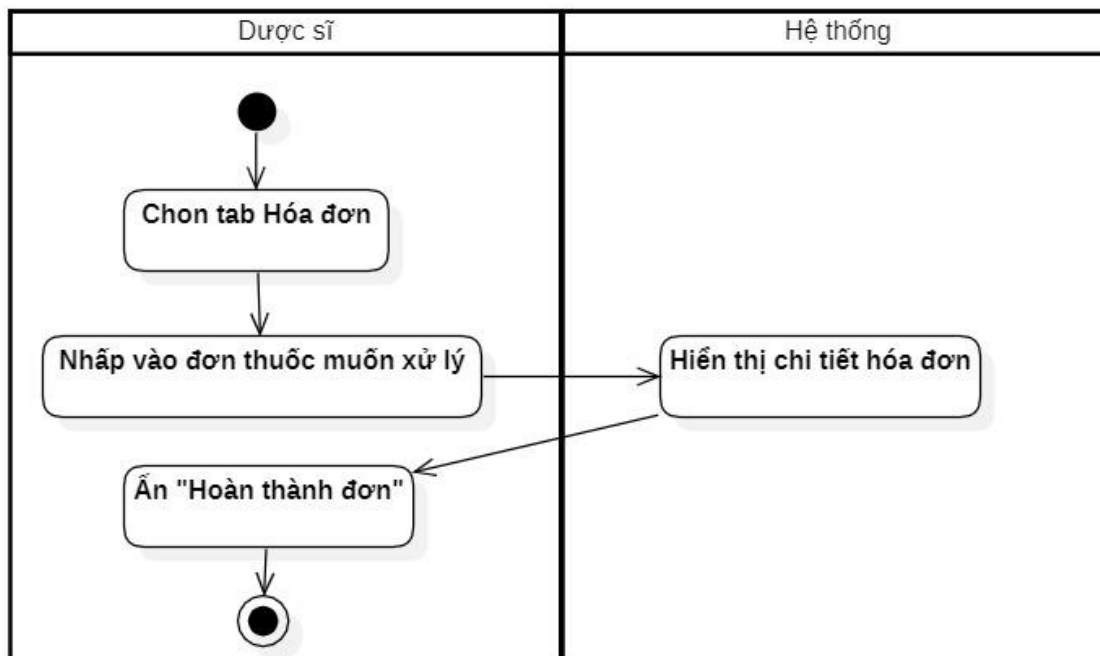 Dược sĩ
Hệ thống
Chon tab Hóa đơn
Nhấp vào đơn thuốc muốn xử lý
Hiển thị chi tiết hóa đơn
Ấn "Hoàn thành đơn"